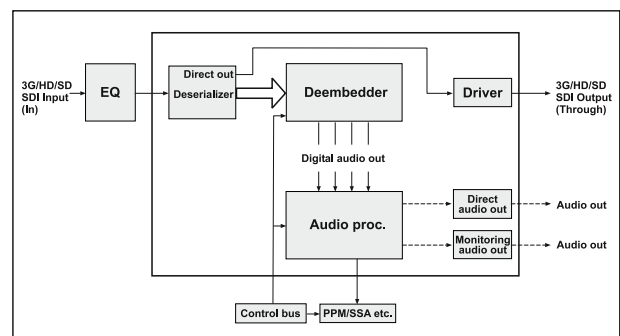 3G/HD/SD
SDI Input
(In)
EQ
Direct out
Deserializer
Deembedder
Driver
3G/HD/SD
SDI Output
(Through)
Digital audio out
Audio proc.
Direct
audio out
Audio out
Monitoring
audio out
Audio out
Control bus
PPM/SSA etc.